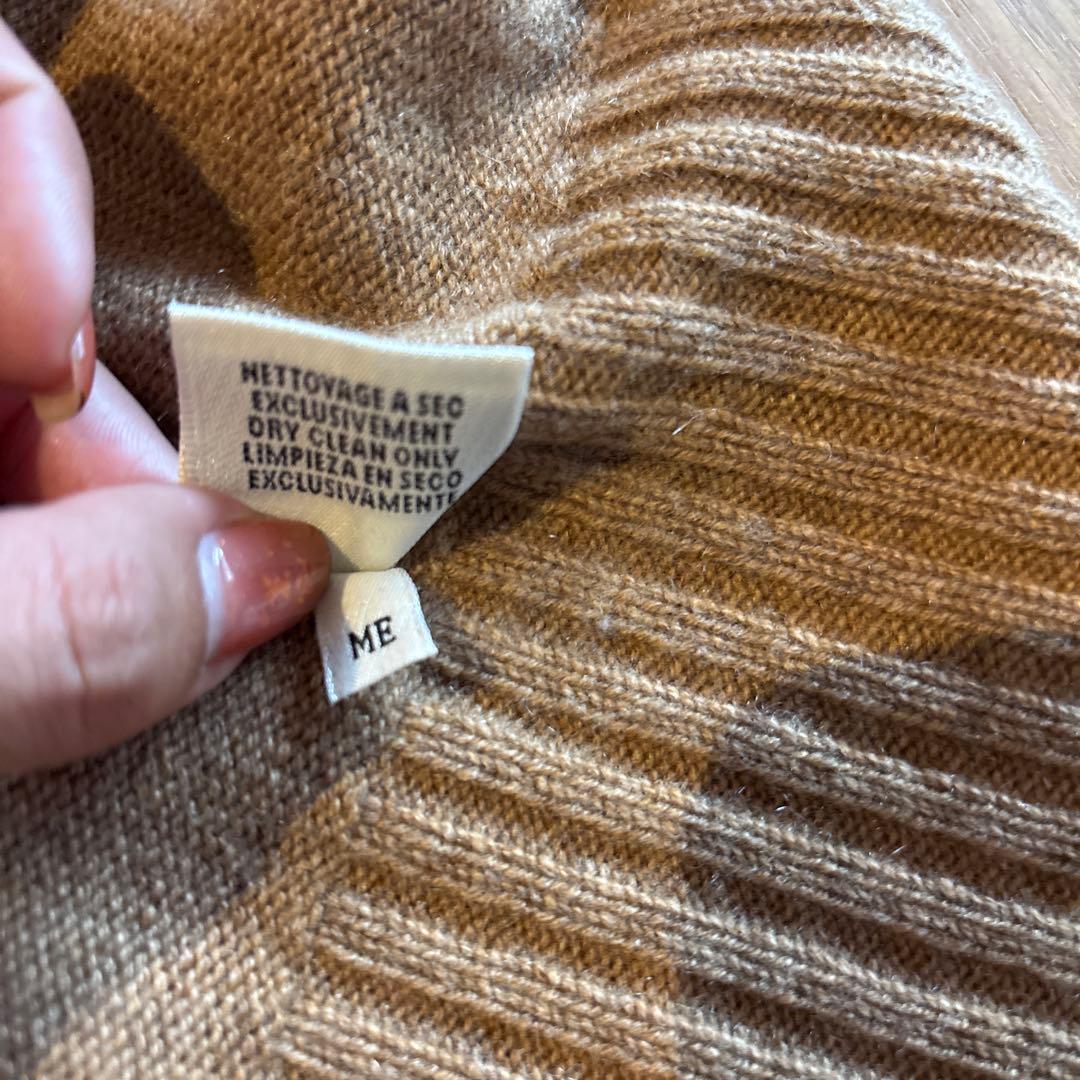 NETTOYAGE A SEC
EXCLUSIVEMENT
DRY CLEAN ONLY
LIMPIEZA EN SECO
EXCLUSIVAMENTE
ME